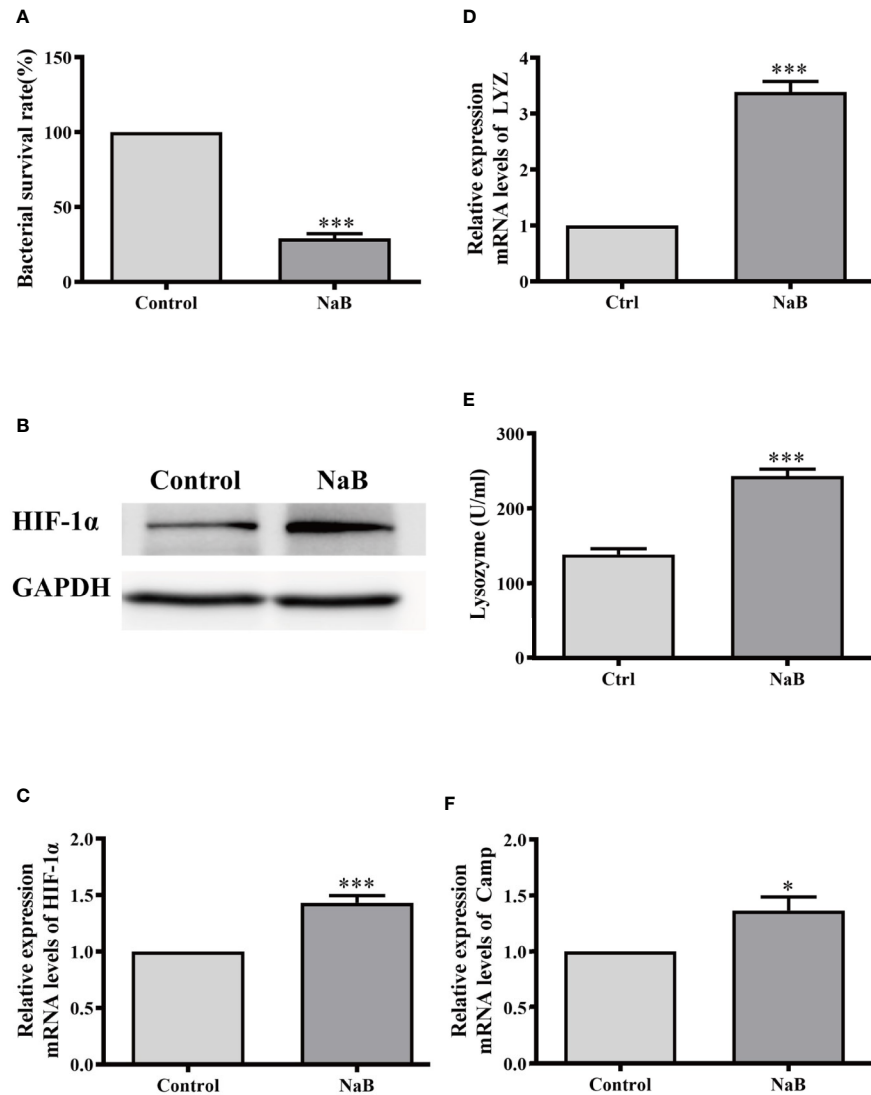 A
Bacterial survival rate(%)
150
100
50
0
***
Control NaB
B
Control NaB
HIF-1α
GAPDH
C
Relative expression
mRNA levels of HIF-1α
2.0
1.5
1.0
0.5
0.0
***
Control NaB
D
Relative expression
mRNA levels of LYZ
4
3
2
1
0
***
Ctrl NaB
E
Lysozyme (U/ml)
300
200
100
0
***
Ctrl NaB
F
Relative expression
mRNA levels of Camp
2.0
1.5
1.0
0.5
0.0
*
Control NaB